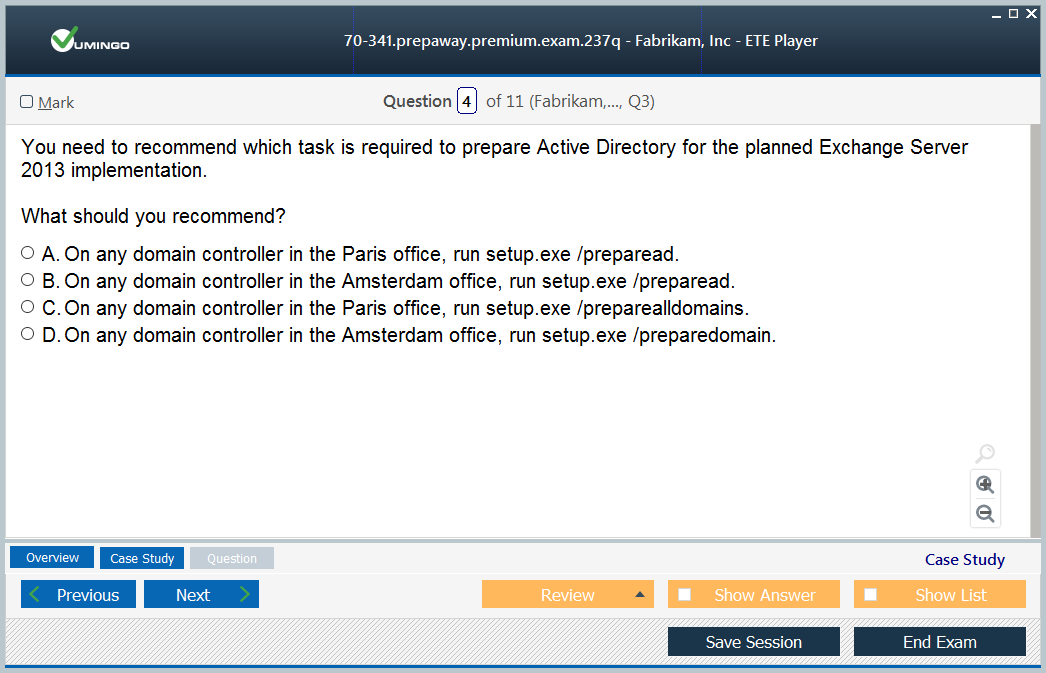 VUMINGO
70-341.prepaway.premium.exam.237q - Fabrikam, Inc - ETE Player
Mark
Question 4 of 11 (Fabrikam,..., Q3)
You need to recommend which task is required to prepare Active Directory for the planned Exchange Server
2013 implementation.
What should you recommend?
A. On any domain controller in the Paris office, run setup.exe /preparead.
B. On any domain controller in the Amsterdam office, run setup.exe /preparead.
C. On any domain controller in the Paris office, run setup.exe /preparealldomains.
D. On any domain controller in the Amsterdam office, run setup.exe /preparedomain.
Overview Case Study Question Case Study
Previous Next Review Show Answer Show List
Save Session End Exam